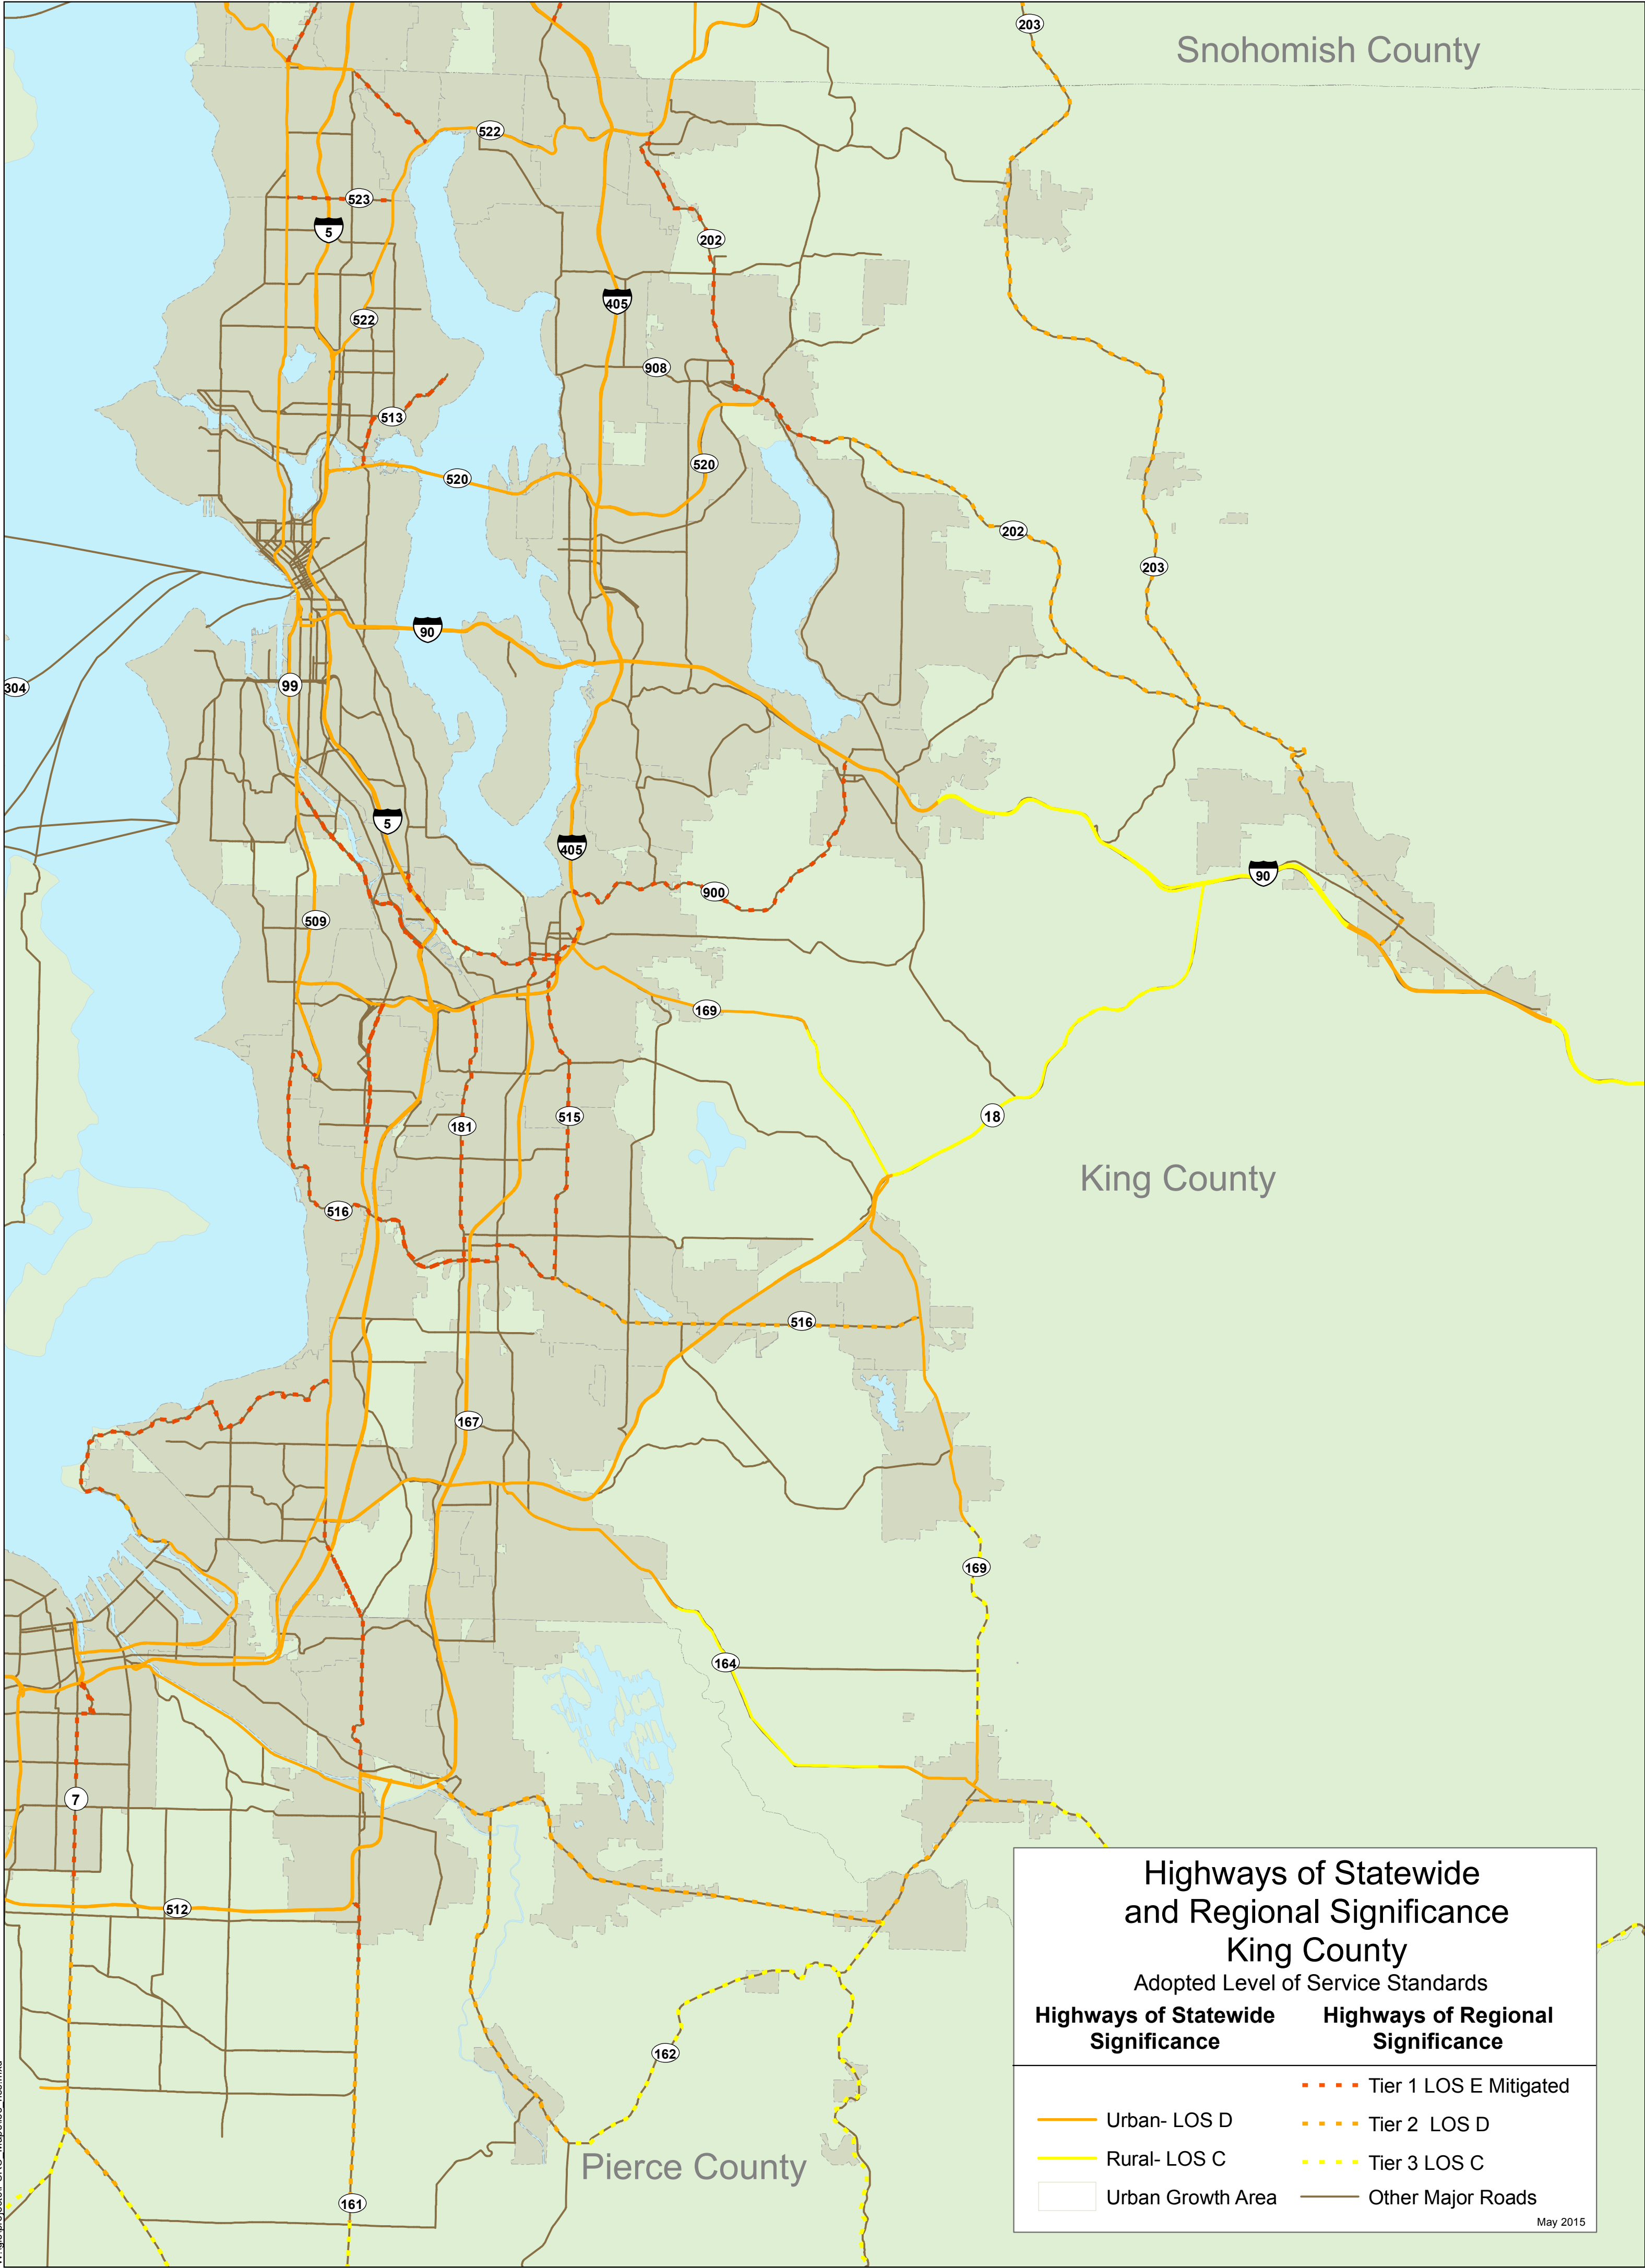 203
Snohomish County
522
523
5
202
405
522
908
513
520
520
202
203
90
304
99
5
405
90
900
509
169
18
515
181
King County
516
516
167
169
164
7
512
162
Pierce County
161
Highways of Statewide
and Regional Significance
King County
Adopted Level of Service Standards
Highways of Statewide
Significance
Highways of Regional
Significance
Tier 1 LOS E Mitigated
Urban- LOS D
Tier 2 LOS D
Rural- LOS C
Tier 3 LOS C
Urban Growth Area
Other Major Roads
May 2015